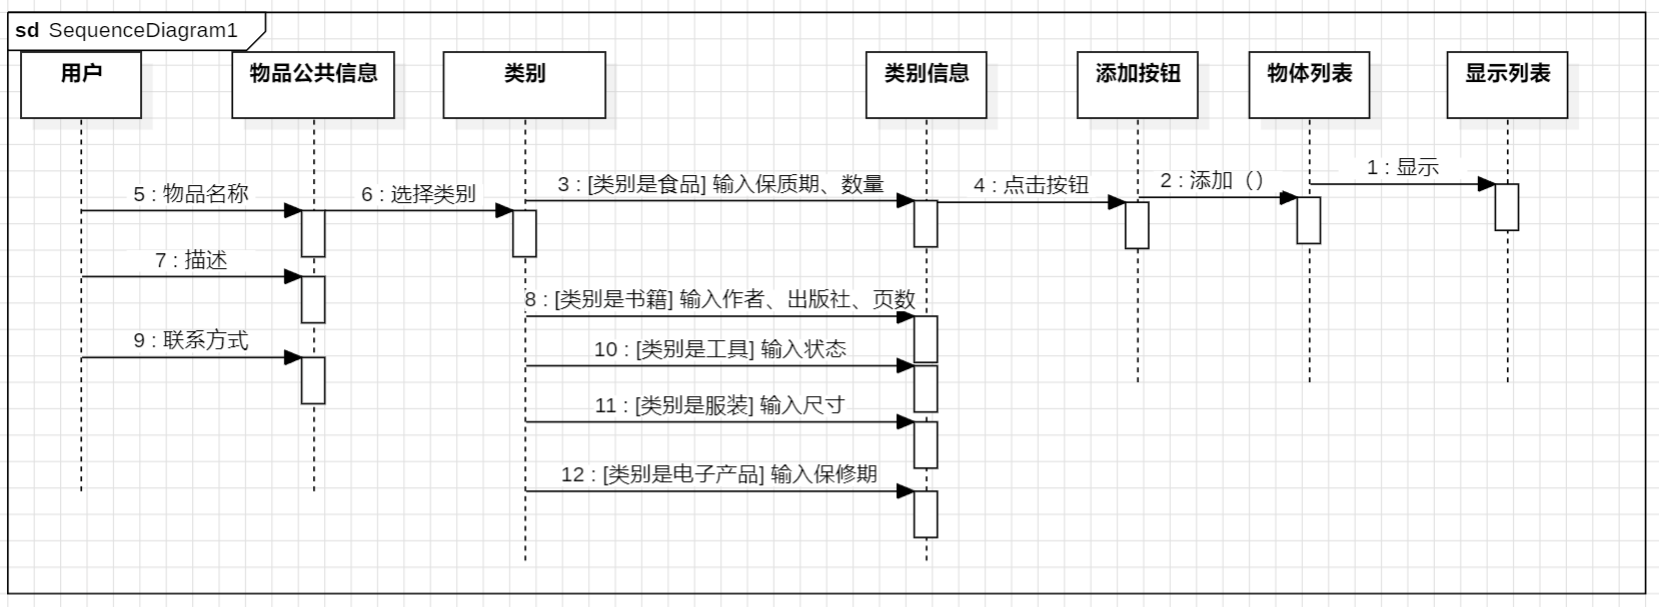 sd SequenceDiagram1
用户
物品公共信息
类别
类别信息
添加按钮
物体列表
显示列表
1 : 显示
2 : 添加（）
3 : [类别是食品] 输入保质期、数量
4 : 点击按钮
5 : 物品名称
6 : 选择类别
7 : 描述
8 : [类别是书籍] 输入作者、出版社、页数
9 : 联系方式
10 : [类别是工具] 输入状态
11 : [类别是服装] 输入尺寸
12 : [类别是电子产品] 输入保修期